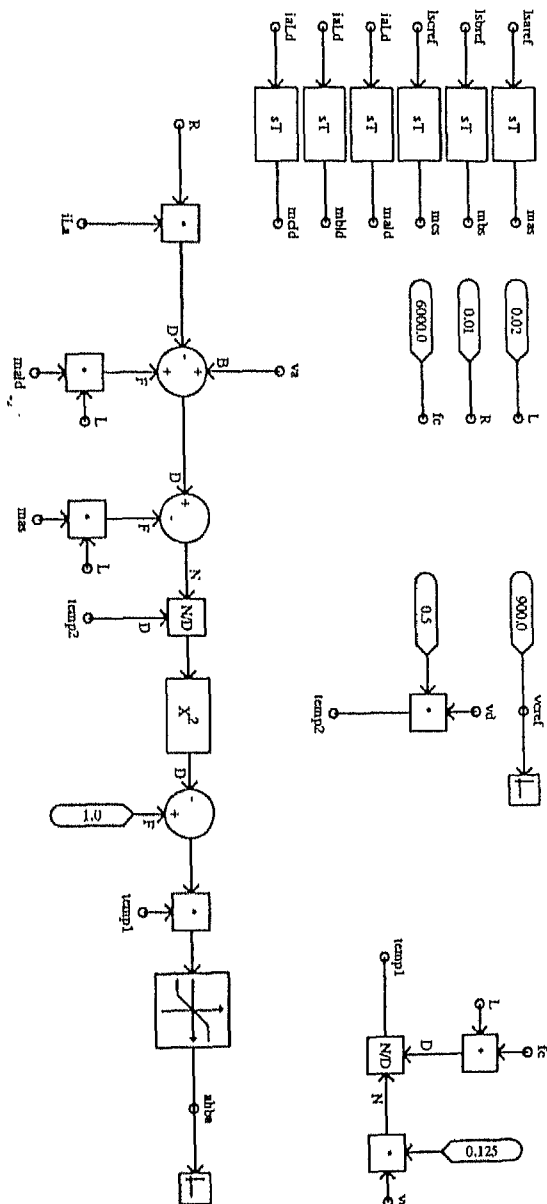 Isaref sT mas
Isbref sT mbs
Iscref sT mcs
iaLd sT mald
iaLd sT mbld
iaLd sT mcld
0.02 L
0.01 R
6000.0 fc
900.0 vcref
0.5 vd
temp2
fc
L
D
0.125
temp1 N/D N
va
B
R D - + D + - N N/D X^2 D - ahba
iLa
+ F
mald L
F
mas L
D
temp2
+ F
1.0
temp1